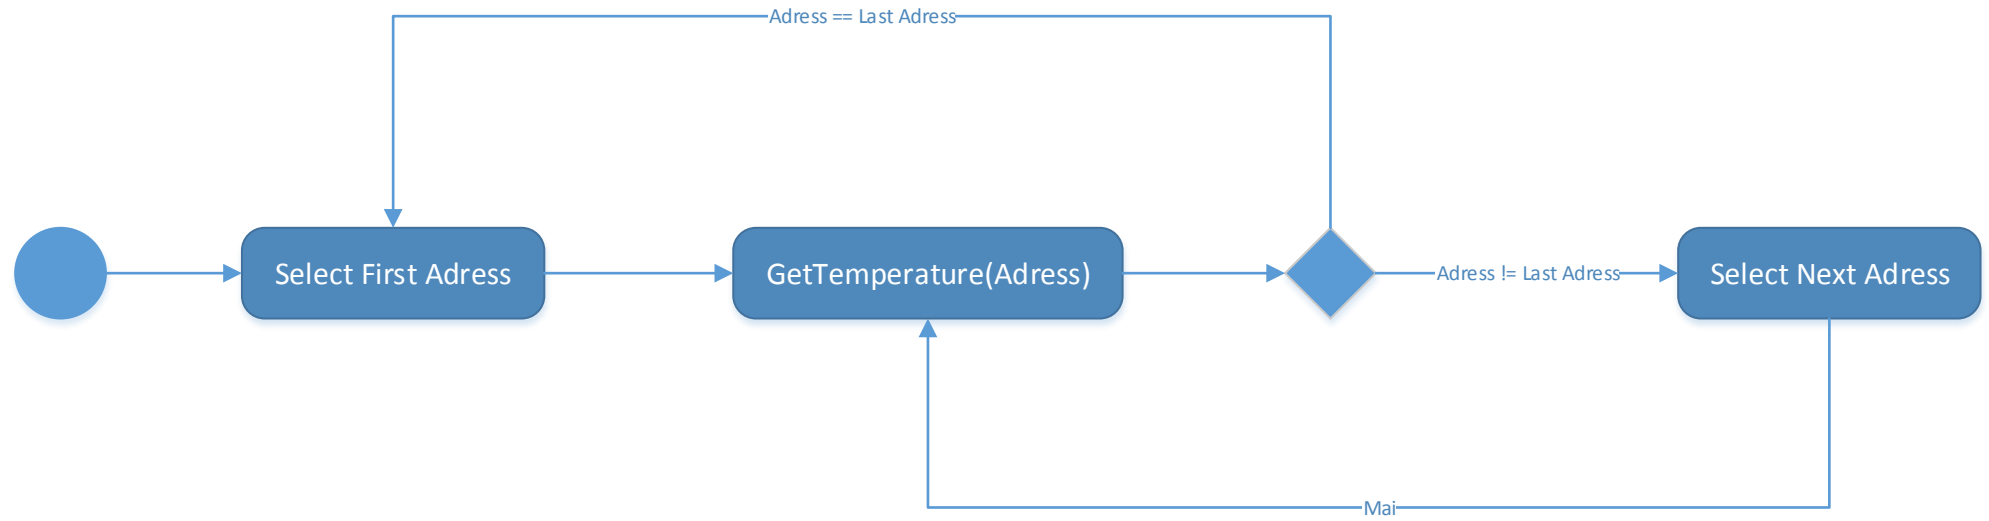 Adress == Last Adress
Select First Adress
GetTemperature(Adress)
Adress != Last Adress
Select Next Adress
Mai